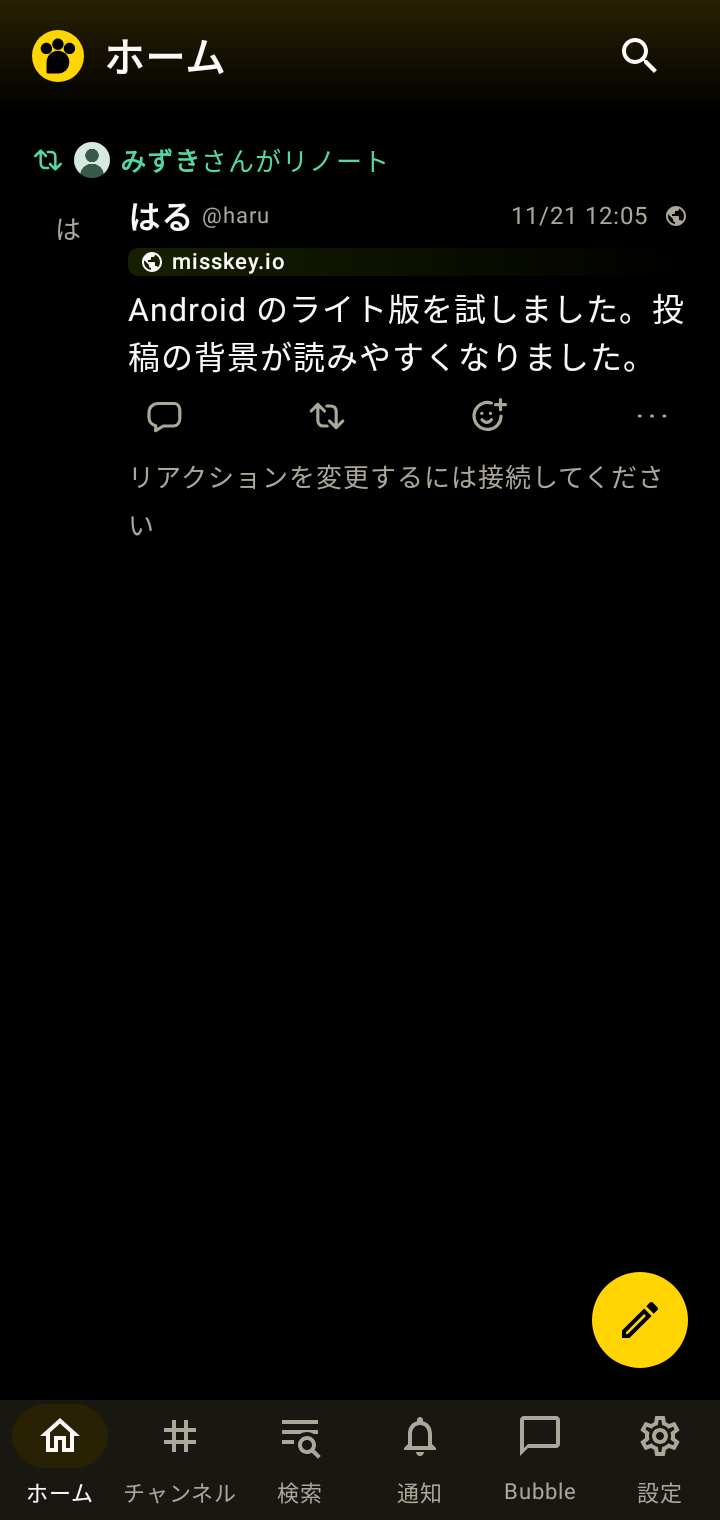 ホーム
みずきさんがリノート
は
はる @haru 11/21 12:05
misskey.io
Android のライト版を試しました。投
稿の背景が読みやすくなりました。
リアクションを変更するには接続してくださ
い
ホーム チャンネル 検索 通知 Bubble 設定